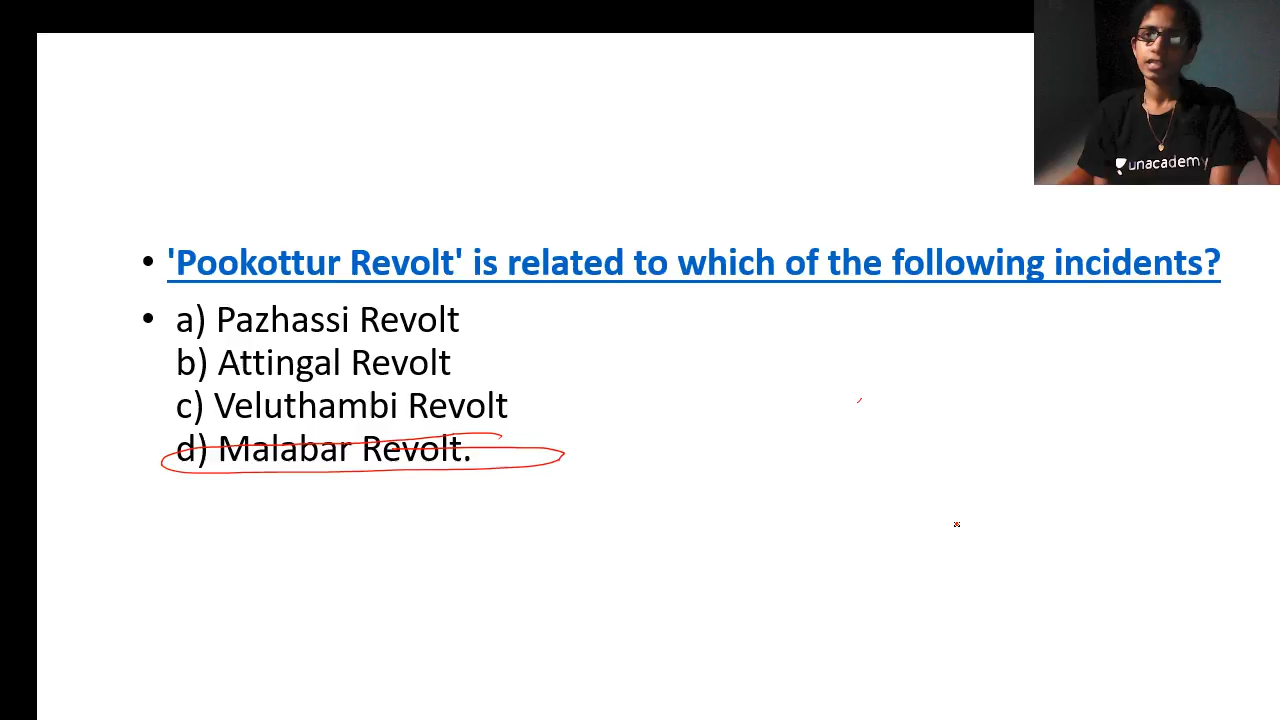 unacademy
• 'Pookottur Revolt' is related to which of the following incidents?
• a) Pazhassi Revolt
b) Attingal Revolt
c) Veluthambi Revolt
d) Malabar Revolt.